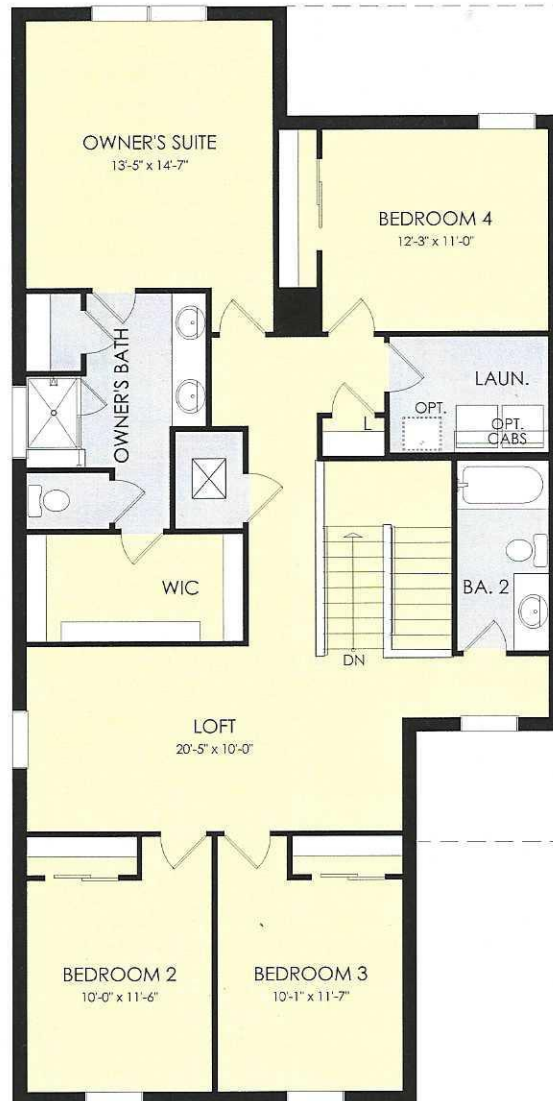 OWNER'S SUITE
13'-5" x 14'-7"
BEDROOM 4
12'-3" x 11'-0"
OWNER'S BATH
LAUN.
OPT.
OPT.
CABS
L
WIC
BA. 2
DN
LOFT
20'-5" x 10'-0"
BEDROOM 2
10'-0" x 11'-6"
BEDROOM 3
10'-1" x 11'-7"